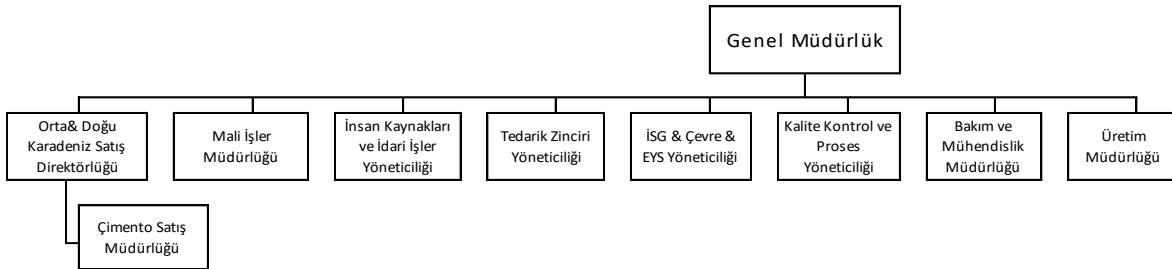 Genel Müdürlük
Orta& Doğu
Karadeniz Satış
Direktörlüğü
Mali İşler
Müdürlüğü
İnsan Kaynakları
ve İdari İşler
Yöneticiliği
Tedarik Zinciri
Yöneticiliği
İSG & Çevre &
EYS Yöneticiliği
Kalite Kontrol ve
Proses
Yöneticiliği
Bakım ve
Mühendislik
Müdürlüğü
Üretim
Müdürlüğü
Çimento Satış
Müdürlüğü